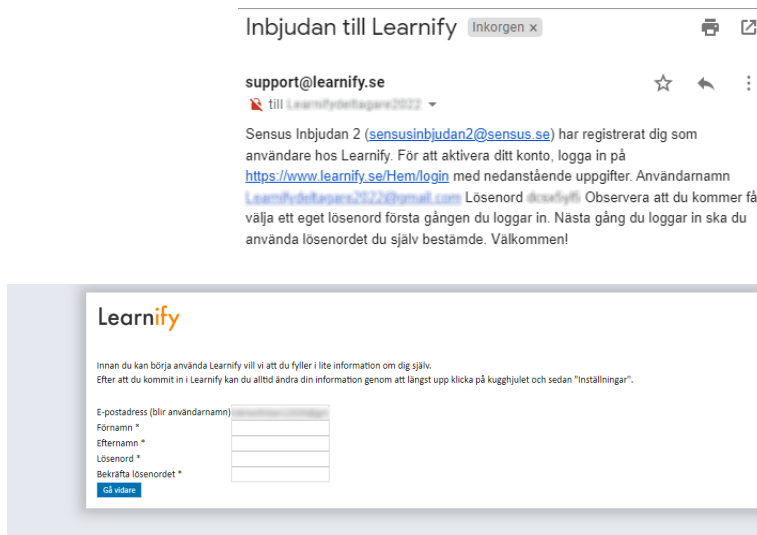 Inbjudan till Learnify Inkorgen x
support@learnify.se
till
Sensus Inbjudan 2 (sensusinbjudan2@sensus.se) har registrerat dig som
användare hos Learnify. För att aktivera ditt konto, logga in på
https://www.learnify.se/Hem/login med nedanstående uppgifter. Användarnamn
Lösenord Observera att du kommer få
välja ett eget lösenord första gången du loggar in. Nästa gång du loggar in ska du
använda lösenordet du själv bestämde. Välkommen!
Learnify
Innan du kan börja använda Learnify vill vi att du fyller i lite information om dig själv.
Efter att du kommit in i Learnify kan du alltid ändra din information genom att längst upp klicka på kugghjulet och sedan "Inställningar".
E-postadress (blir användarnamn)
Förnamn *
Efternamn *
Lösenord *
Bekräfta lösenordet *
Gå vidare